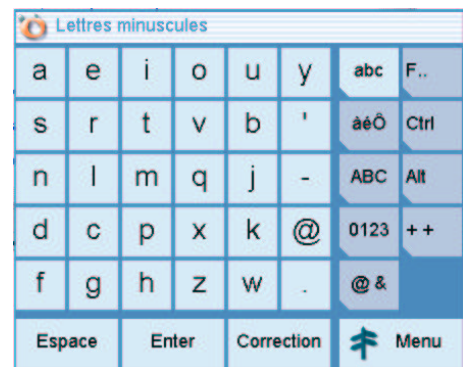 Lettres minuscules
a e i o u y abc F..
s r t v b ' àéÔ Ctrl
n l m q j - ABC Alt
d c p x k @ 0123 + +
f g h z w . @ &
Espace Enter Correction Menu